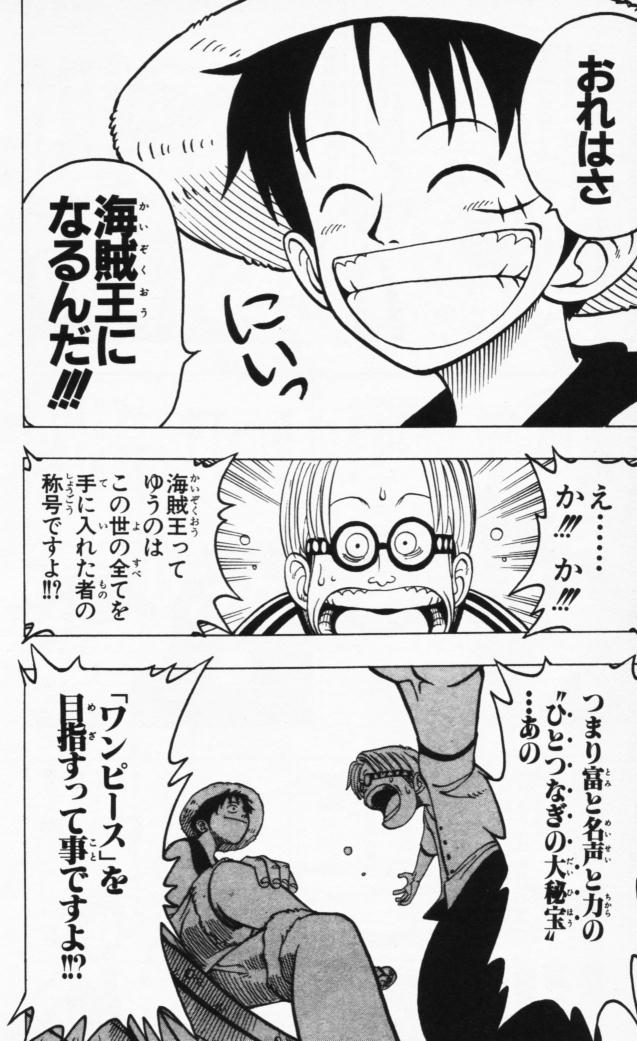 おれはさ
海賊王に
なるんだ!!!
にいっ
え……
か!!! か!!!
海賊王って
ゆうのは
この世の全てを
手に入れた者の
称号ですよ!!?
つまり富と名声と力の
〝ひとつなぎの大秘宝〟
…あの
「ワンピース」を
目指すって事ですよ!!?